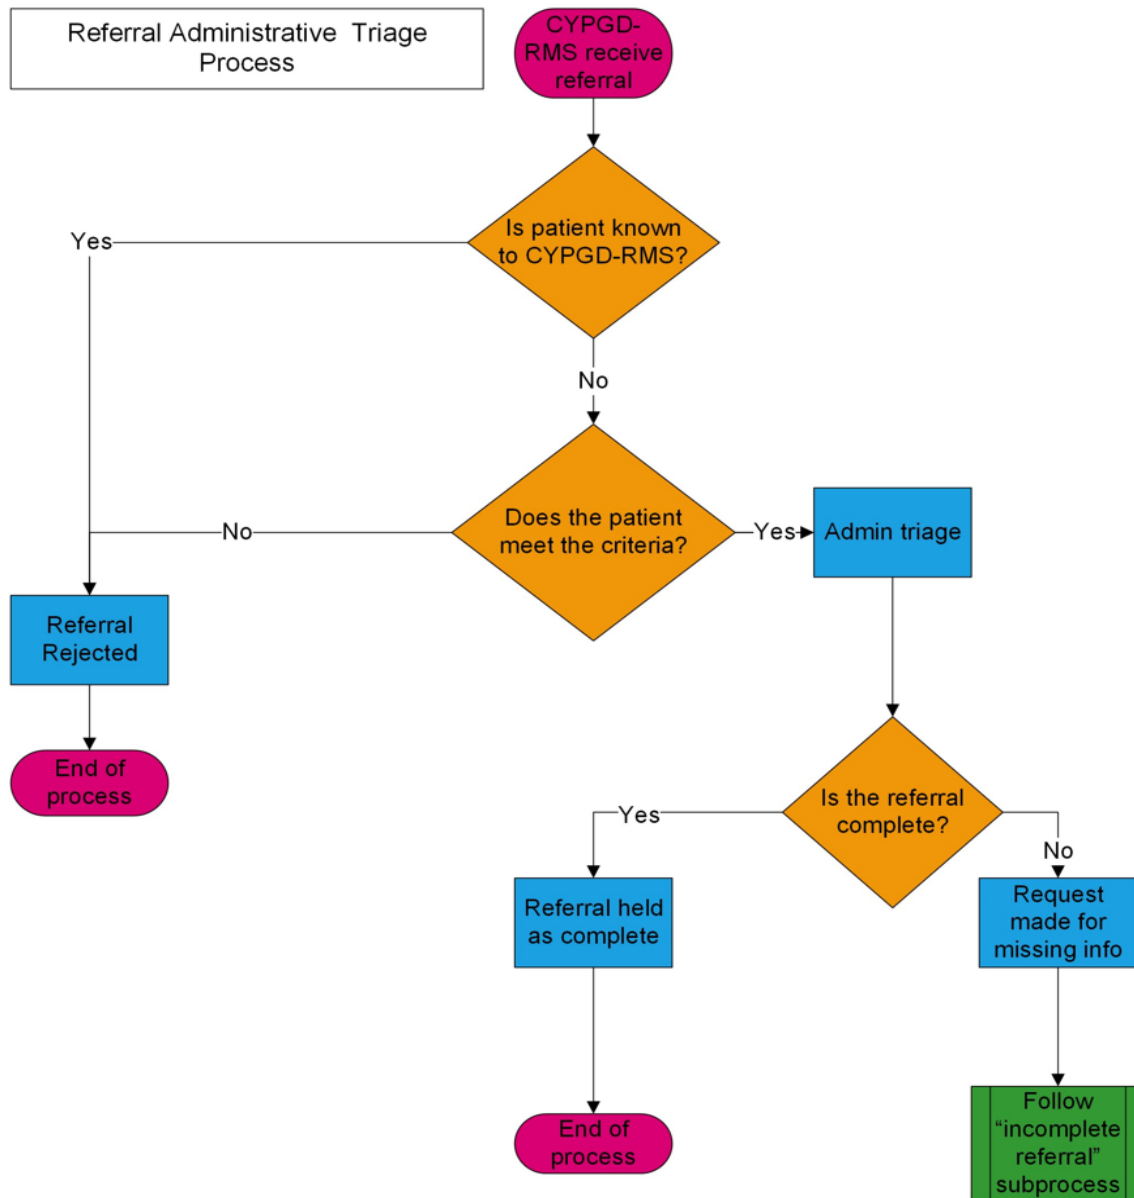 Referral Administrative Triage
Process
CYPGD-
RMS receive
referral
Is patient known
to CYPGD-RMS?
Yes
No
Does the patient
meet the criteria?
No
Yes
Admin triage
Referral
Rejected
End of
process
Is the referral
complete?
Yes
No
Referral held
as complete
Request
made for
missing info
End of
process
Follow
“incomplete
referral”
subprocess